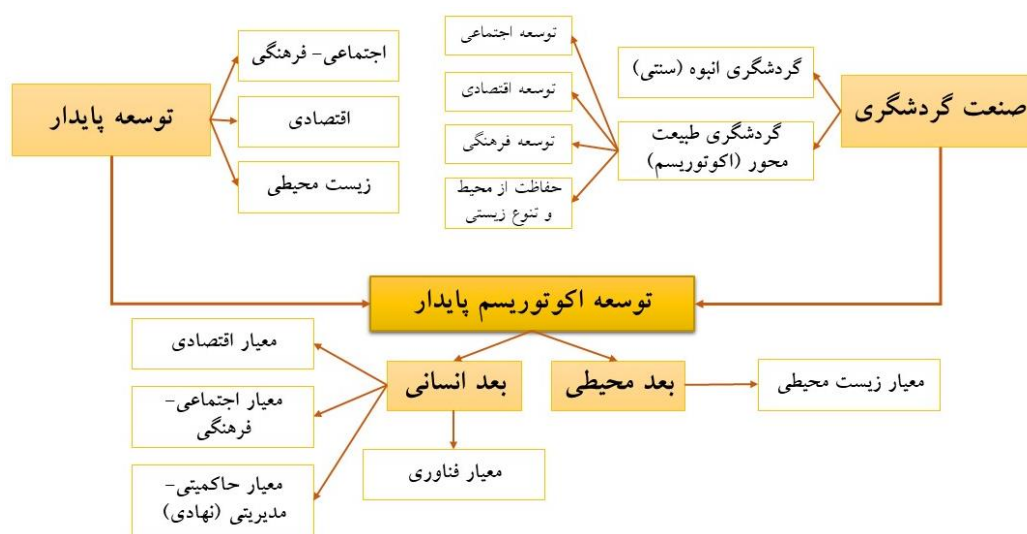 صنعت گردشگری
گردشگری انبوه (سنتی)
گردشگری طبیعت
محور (اکوتوریسم)
توسعه اجتماعی
توسعه اقتصادی
توسعه فرهنگی
حفاظت از محیط
و تنوع زیستی
توسعه پایدار
اجتماعی- فرهنگی
اقتصادی
زیست محیطی
توسعه اکوتوریسم پایدار
بعد محیطی
معیار زیست محیطی
بعد انسانی
معیار اقتصادی
معیار اجتماعی-
فرهنگی
معیار حاکمیتی-
مدیریتی (نهادی)
معیار فناوری